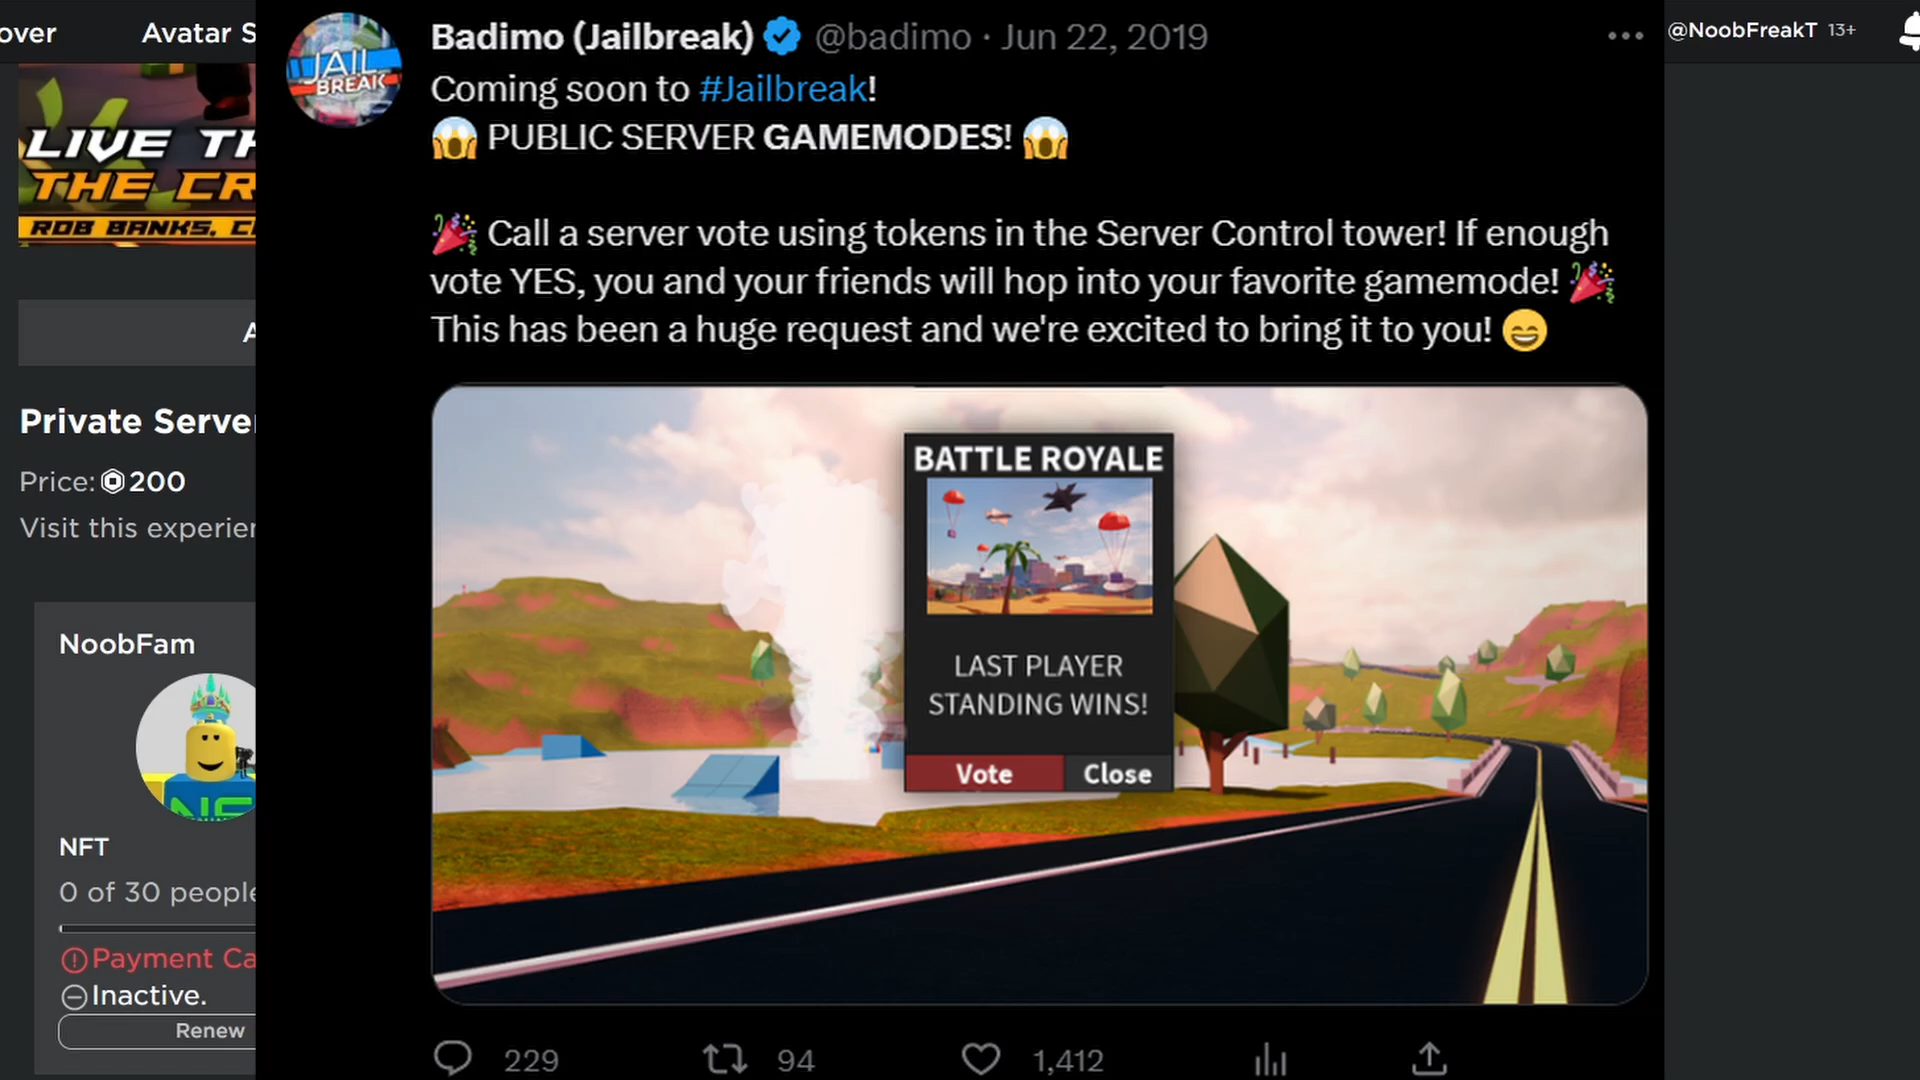 over
Avatar S
@NoobFreakT 13+
LIVE TH
THE CR
ROB BANKS, C
A
Private Server
Price: 200
Visit this experien
NoobFam
NFT
0 of 30 people
Payment Ca
Inactive.
Renew
JAIL
BREAK
Badimo (Jailbreak) @badimo · Jun 22, 2019
Coming soon to #Jailbreak!
😱 PUBLIC SERVER GAMEMODES! 😱
🎉 Call a server vote using tokens in the Server Control tower! If enough
vote YES, you and your friends will hop into your favorite gamemode! 🎉
This has been a huge request and we're excited to bring it to you! 😄
BATTLE ROYALE
LAST PLAYER
STANDING WINS!
Vote Close
229 94 1,412